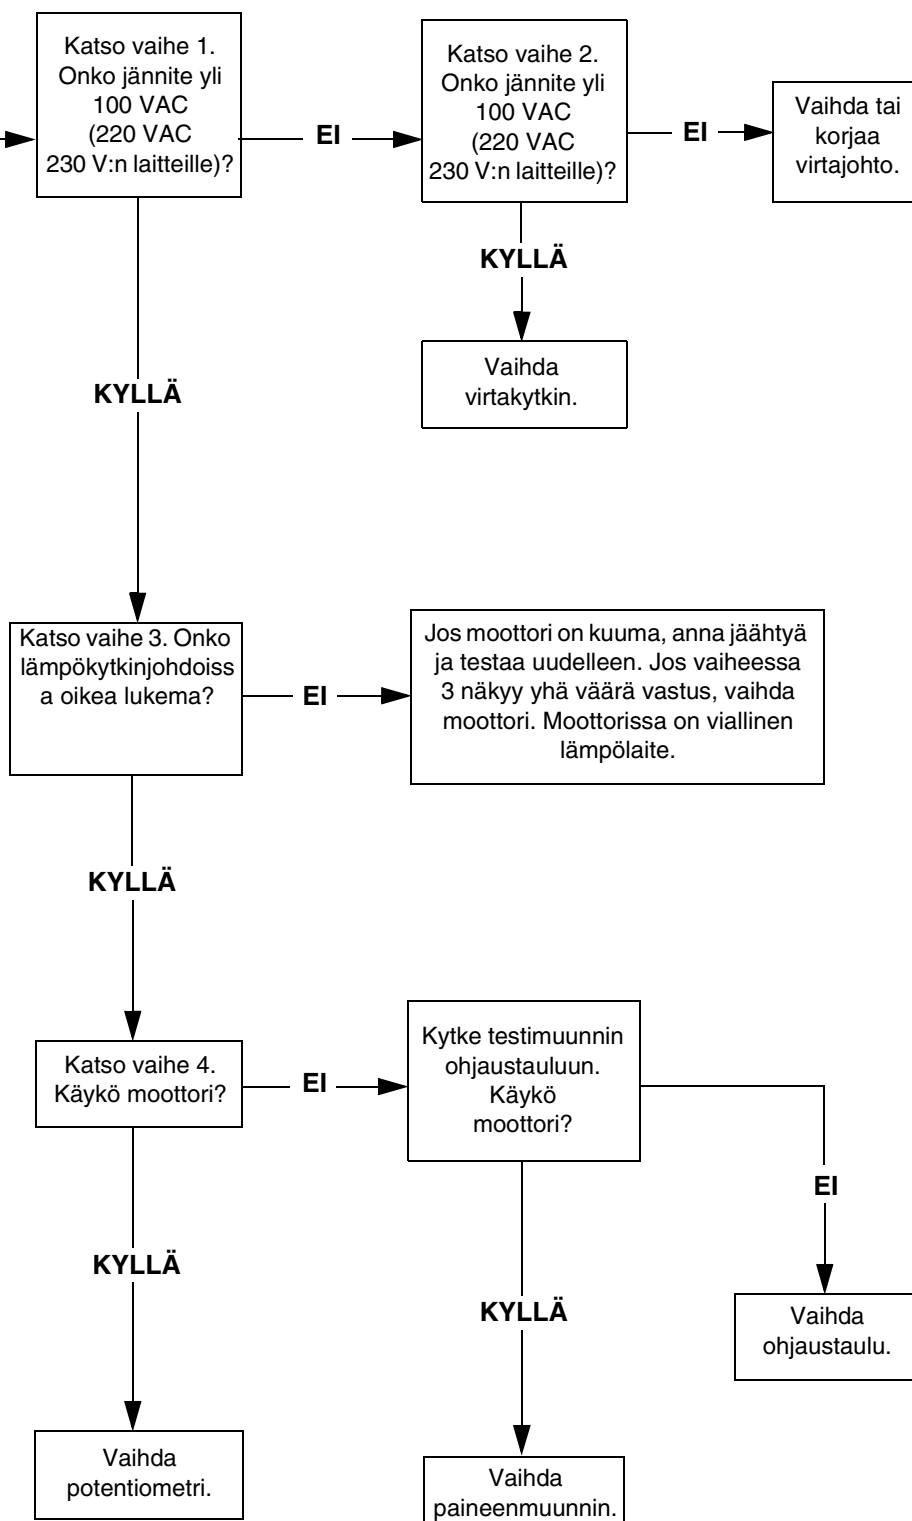 Katso vaihe 1.
Onko jännite yli
100 VAC
(220 VAC
230 V:n laitteille)?
EI
Katso vaihe 2.
Onko jännite yli
100 VAC
(220 VAC
230 V:n laitteille)?
EI
Vaihda tai
korjaa
virtajohto.
KYLLÄ
Vaihda
virtakytkin.
KYLLÄ
Katso vaihe 3. Onko
lämpökytkinjohdoiss
a oikea lukema?
EI
Jos moottori on kuuma, anna jäähtyä
ja testaa uudelleen. Jos vaiheessa
3 näkyy yhä väärä vastus, vaihda
moottori. Moottorissa on viallinen
lämpölaite.
KYLLÄ
Katso vaihe 4.
Käykö moottori?
EI
Kytke testimuunnin
ohjaustauluun.
Käykö
moottori?
EI
KYLLÄ
KYLLÄ
Vaihda
ohjaustaulu.
Vaihda
potentiometri.
Vaihda
paineenmuunnin.